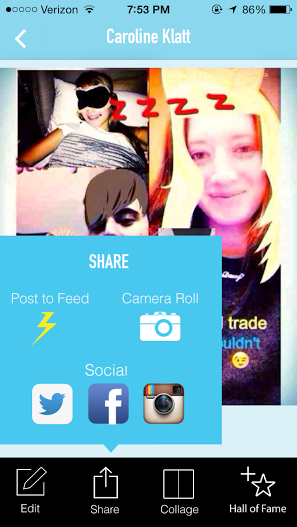 Verizon 7:53 PM 86%
Caroline Klatt
z z z z
SHARE
Post to Feed Camera Roll
trade
uldn't
Social
Edit Share Collage Hall of Fame